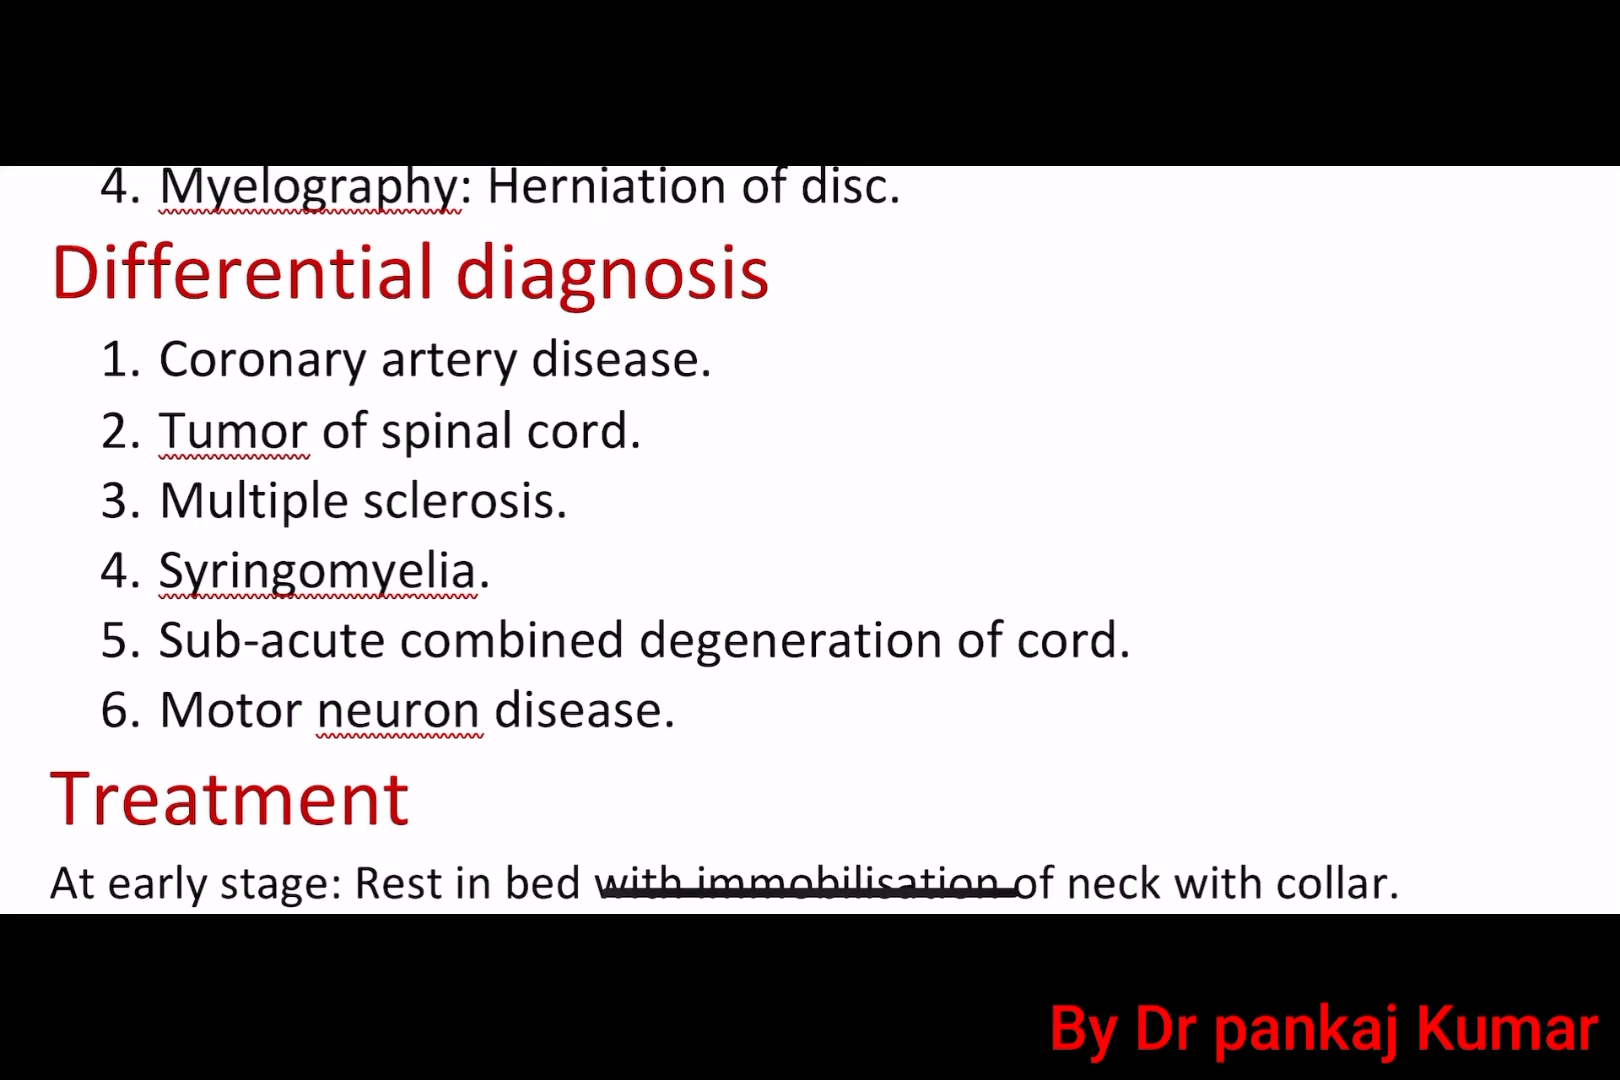 4. Myelography: Herniation of disc.
Differential diagnosis
1. Coronary artery disease.
2. Tumor of spinal cord.
3. Multiple sclerosis.
4. Syringomyelia.
5. Sub-acute combined degeneration of cord.
6. Motor neuron disease.
Treatment
At early stage: Rest in bed with immobilisation of neck with collar.
By Dr pankaj Kumar